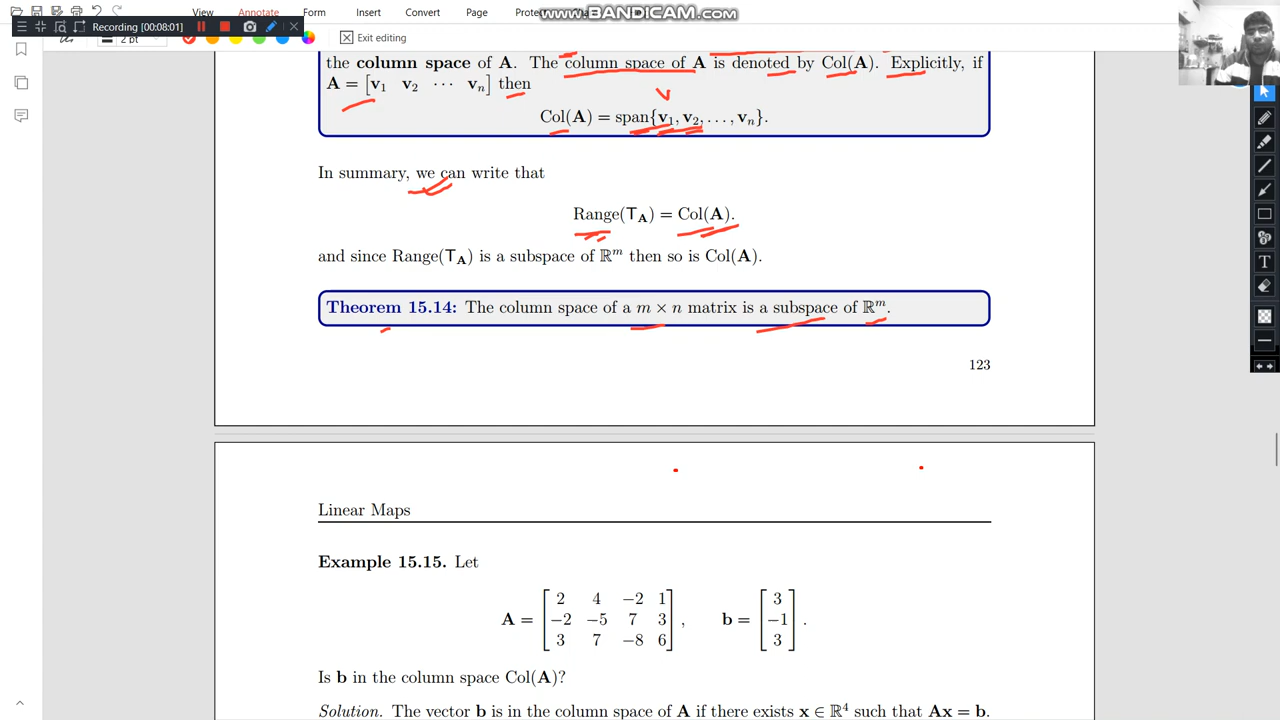 www.BANDICAM.com
View Annotate Form Insert Convert Page
Recording [00:08:01]
2 pt
Exit editing
the column space of A. The column space of A is denoted by Col(A). Explicitly, if
A = [v₁ v₂ ⋯ vₙ] then
Col(A) = span{v₁, v₂, . . . , vₙ}.
In summary, we can write that
Range(T_A) = Col(A).
and since Range(T_A) is a subspace of ℝᵐ then so is Col(A).
Theorem 15.14: The column space of a m × n matrix is a subspace of ℝᵐ.
123
Linear Maps
Example 15.15. Let
2 4 −2 1 3
A = −2 −5 7 3 , b = −1 .
3 7 −8 6 3
Is b in the column space Col(A)?
Solution. The vector b is in the column space of A if there exists x ∈ ℝ⁴ such that Ax = b.